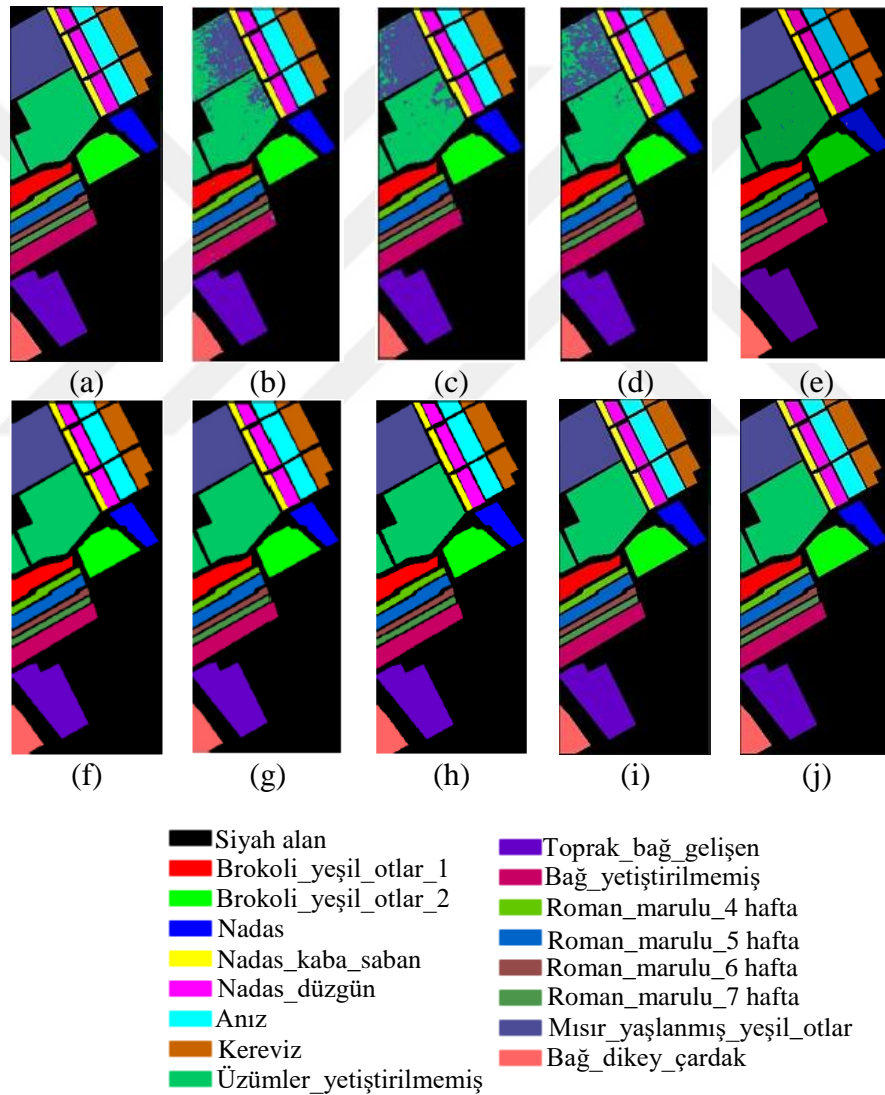 (a) (b) (c) (d) (e)
(f) (g) (h) (i) (j)
Siyah alan
Brokoli_yeşil_otlar_1
Brokoli_yeşil_otlar_2
Nadas
Nadas_kaba_saban
Nadas_düzgün
Anız
Kereviz
Üzümler_yetiştirilmemiş
Toprak_bağ_gelişen
Bağ_yetiştirilmemiş
Roman_marulu_4 hafta
Roman_marulu_5 hafta
Roman_marulu_6 hafta
Roman_marulu_7 hafta
Mısır_yaşlanmış_yeşil_otlar
Bağ_dikey_çardak